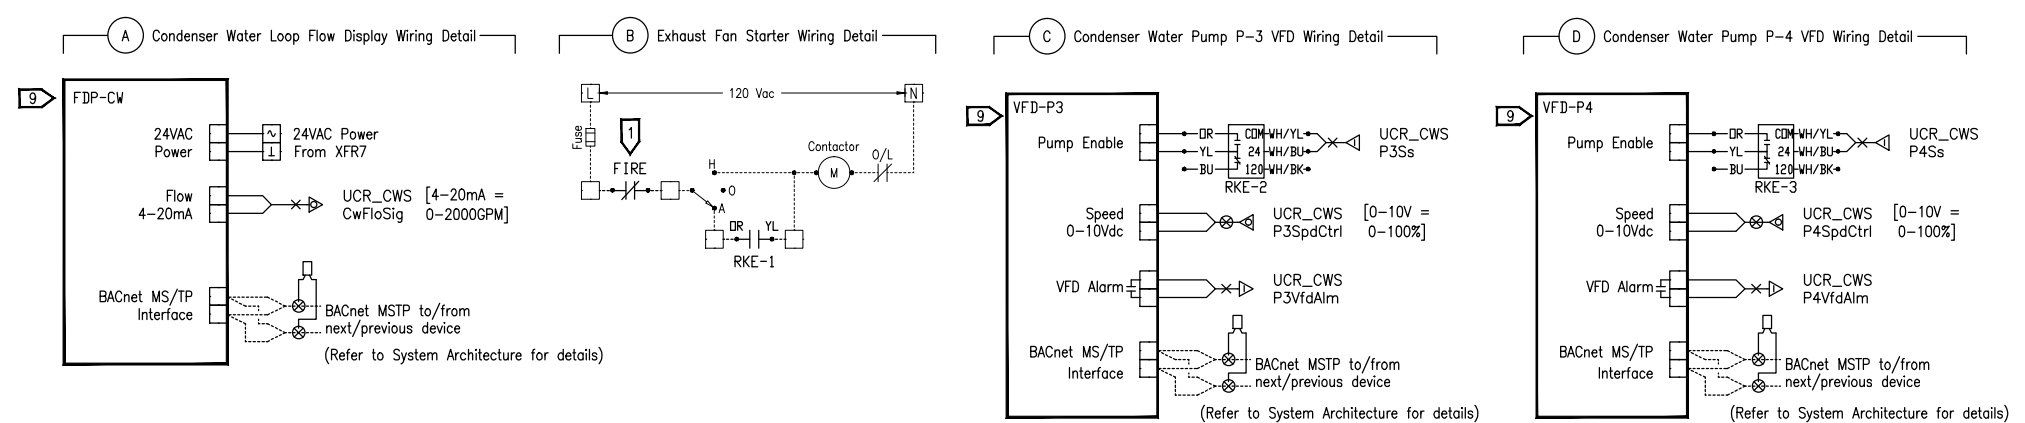 A Condenser Water Loop Flow Display Wiring Detail
9
FDP-CW
24VAC
Power
24VAC Power
From XFR7
Flow
4-20mA
UCR_CWS [4-20mA =
CwFloSig 0-2000GPM]
BACnet MS/TP
Interface
BACnet MSTP to/from
next/previous device
(Refer to System Architecture for details)
B Exhaust Fan Starter Wiring Detail
L 120 Vac N
Fuse
1
FIRE
H
O
A
Contactor
M
O/L
OR YL
RKE-1
C Condenser Water Pump P-3 VFD Wiring Detail
9
VFD-P3
Pump Enable
OR COM WH/YL
YL 24 WH/BU
BU 120 WH/BK
RKE-2
UCR_CWS
P3Ss
Speed
0-10Vdc
UCR_CWS [0-10V =
P3SpdCtrl 0-100%]
VFD Alarm
UCR_CWS
P3VfdAlm
BACnet MS/TP
Interface
BACnet MSTP to/from
next/previous device
(Refer to System Architecture for details)
D Condenser Water Pump P-4 VFD Wiring Detail
9
VFD-P4
Pump Enable
OR COM WH/YL
YL 24 WH/BU
BU 120 WH/BK
RKE-3
UCR_CWS
P4Ss
Speed
0-10Vdc
UCR_CWS [0-10V =
P4SpdCtrl 0-100%]
VFD Alarm
UCR_CWS
P4VfdAlm
BACnet MS/TP
Interface
BACnet MSTP to/from
next/previous device
(Refer to System Architecture for details)